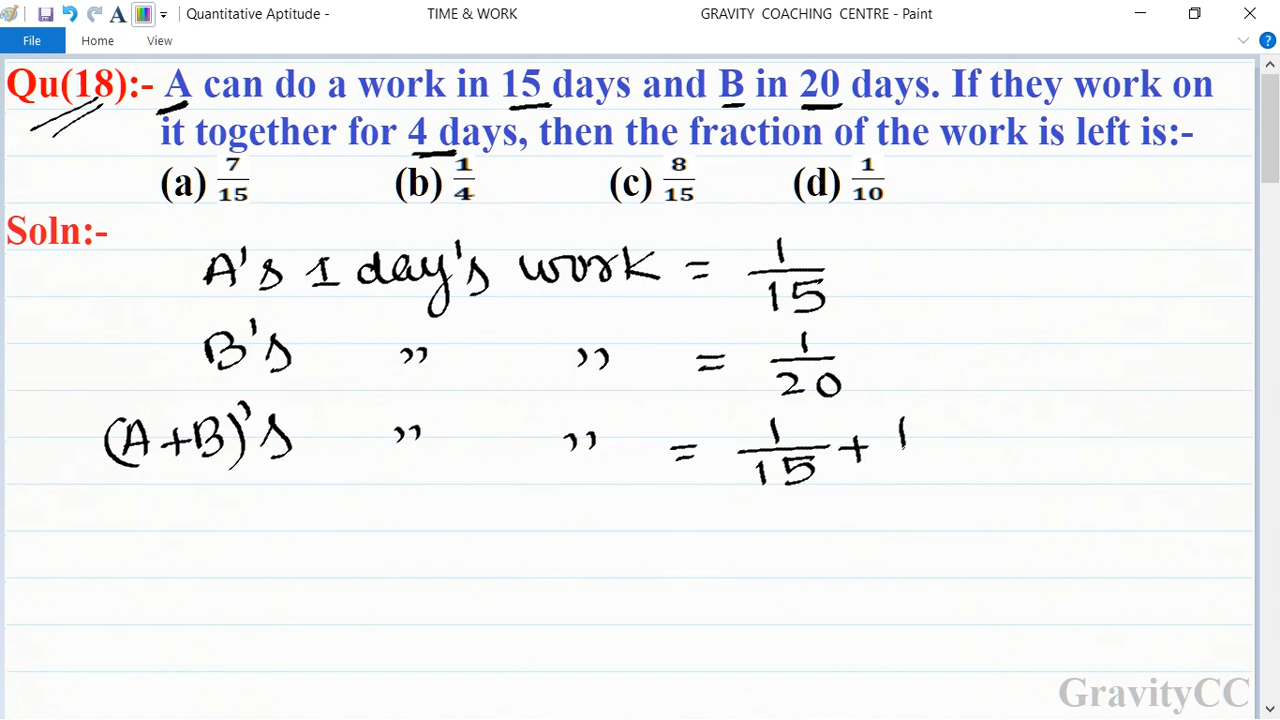 Quantitative Aptitude - TIME & WORK GRAVITY COACHING CENTRE - Paint
File Home View
Qu(18):- A can do a work in 15 days and B in 20 days. If they work on
it together for 4 days, then the fraction of the work is left is:-
(a) 7/15 (b) 1/4 (c) 8/15 (d) 1/10
Soln:-
A's 1 day's work = 1/15
B's " " = 1/20
(A+B)'s " " = 1/15 + 1
GravityCC